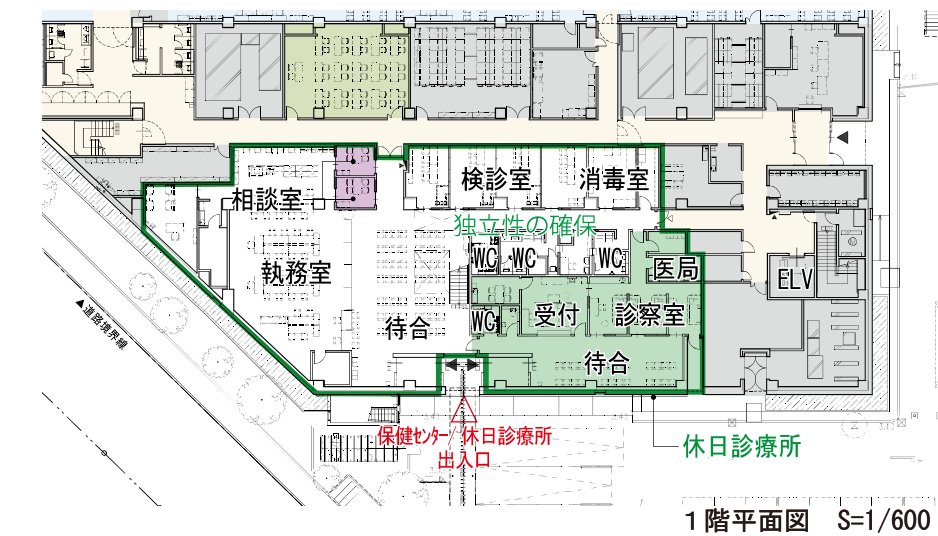 検診室
消毒室
相談室
独立性の確保
WC
WC
WC
医局
執務室
ELV
受付
診察室
WC
待合
待合
▲道路境界線
保健ｾﾝﾀｰ 休日診療所
出入口
休日診療所
1階平面図 S=1/600